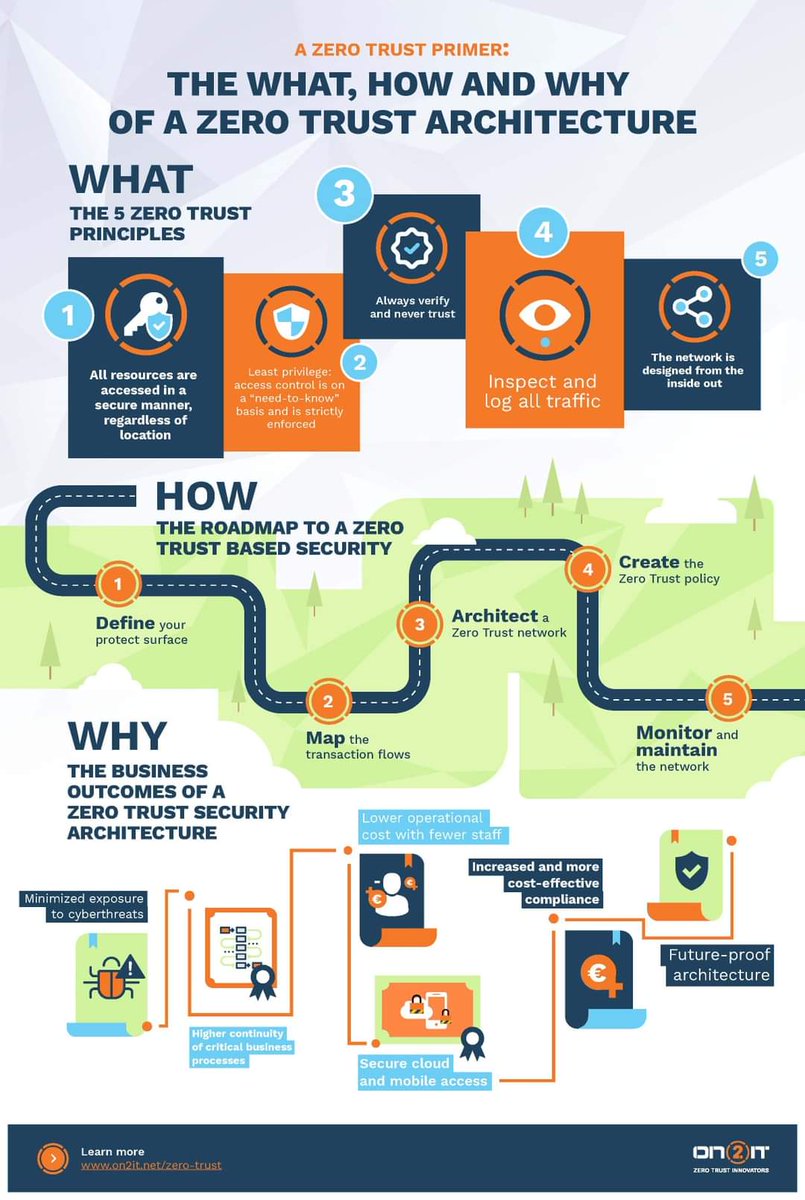 A ZERO TRUST PRIMER:
THE WHAT, HOW AND WHY
OF A ZERO TRUST ARCHITECTURE
WHAT
THE 5 ZERO TRUST
PRINCIPLES
1
All resources are
accessed in a
secure manner,
regardless of
location
2
Least privilege:
access control is on
a “need-to-know”
basis and is strictly
enforced
3
Always verify
and never trust
4
Inspect and
log all traffic
5
The network is
designed from the
inside out
HOW
THE ROADMAP TO A ZERO
TRUST BASED SECURITY
1
Define your
protect surface
2
Map the
transaction flows
3
Architect a
Zero Trust network
4
Create the
Zero Trust policy
5
Monitor and
maintain
the network
WHY
THE BUSINESS
OUTCOMES OF A
ZERO TRUST SECURITY
ARCHITECTURE
Minimized exposure
to cyberthreats
Higher continuity
of critical business
processes
Lower operational
cost with fewer staff
€
€
Secure cloud
and mobile access
Increased and more
cost-effective
compliance
€
Future-proof
architecture
Learn more
www.on2it.net/zero-trust
ON2IT
ZERO TRUST INNOVATORS